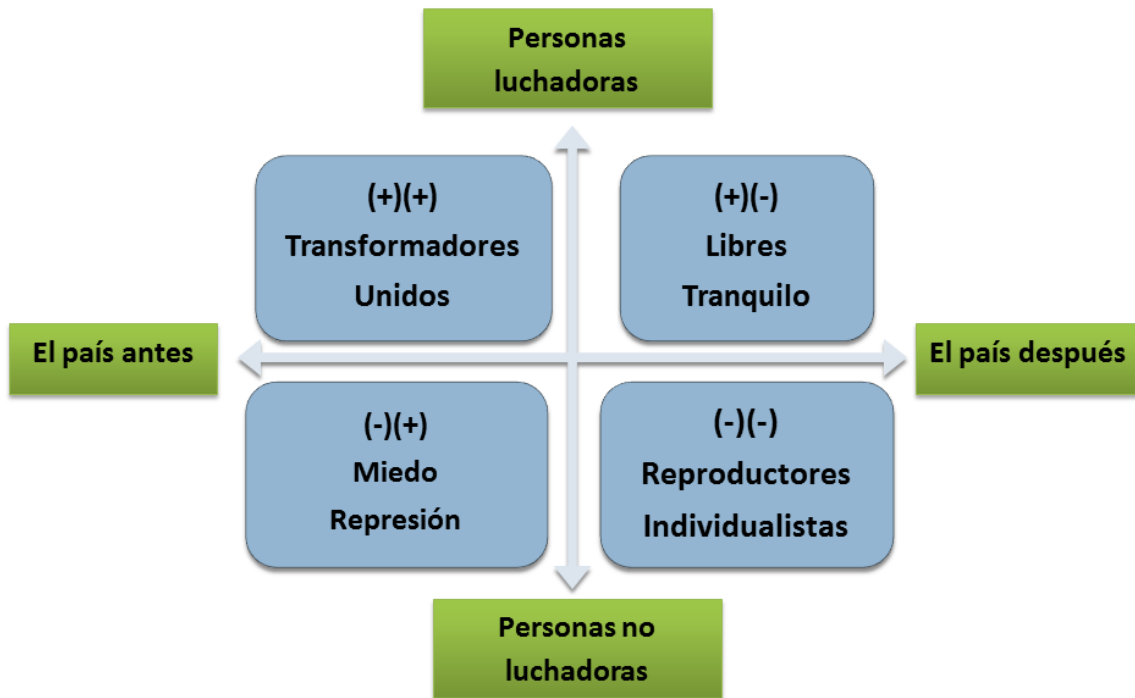 Personas
luchadoras
(+)(+)
Transformadores
Unidos
(+)(-)
Libres
Tranquilo
El país antes
El país después
(-)(+)
Miedo
Represión
(-)(-)
Reproductores
Individualistas
Personas no
luchadoras